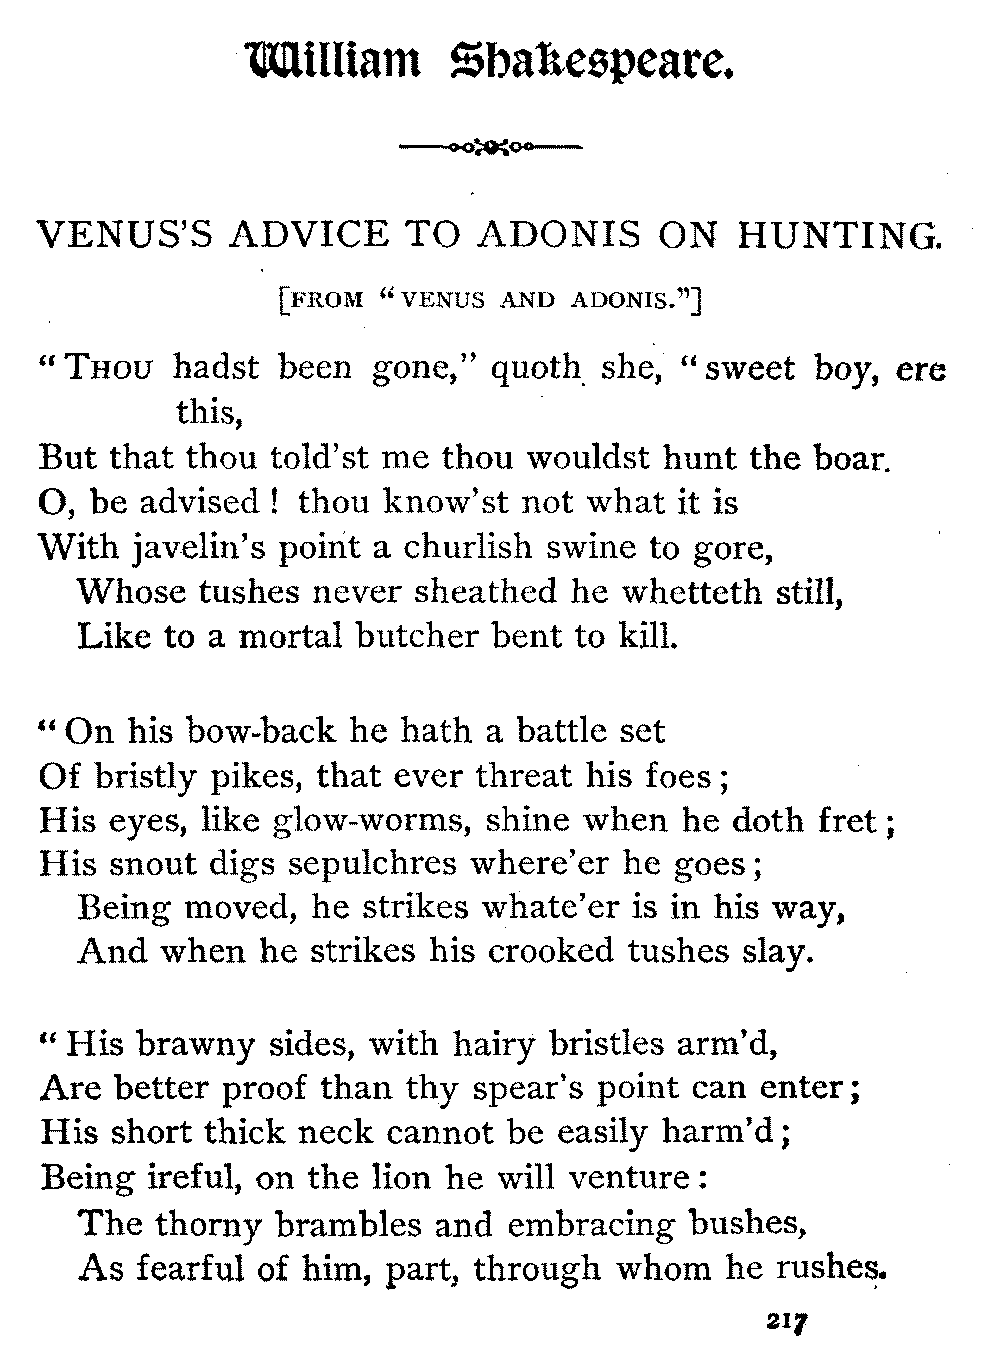 William Shakespeare.
VENUS'S ADVICE TO ADONIS ON HUNTING.
[FROM “VENUS AND ADONIS.”]
“THOU hadst been gone,” quoth she, “sweet boy, ere
this,
But that thou told'st me thou wouldst hunt the boar.
O, be advised! thou know'st not what it is
With javelin's point a churlish swine to gore,
Whose tushes never sheathed he whetteth still,
Like to a mortal butcher bent to kill.
“On his bow-back he hath a battle set
Of bristly pikes, that ever threat his foes;
His eyes, like glow-worms, shine when he doth fret;
His snout digs sepulchres where'er he goes;
Being moved, he strikes whate'er is in his way,
And when he strikes his crooked tushes slay.
“His brawny sides, with hairy bristles arm'd,
Are better proof than thy spear's point can enter;
His short thick neck cannot be easily harm'd;
Being ireful, on the lion he will venture:
The thorny brambles and embracing bushes,
As fearful of him, part, through whom he rushes.
217